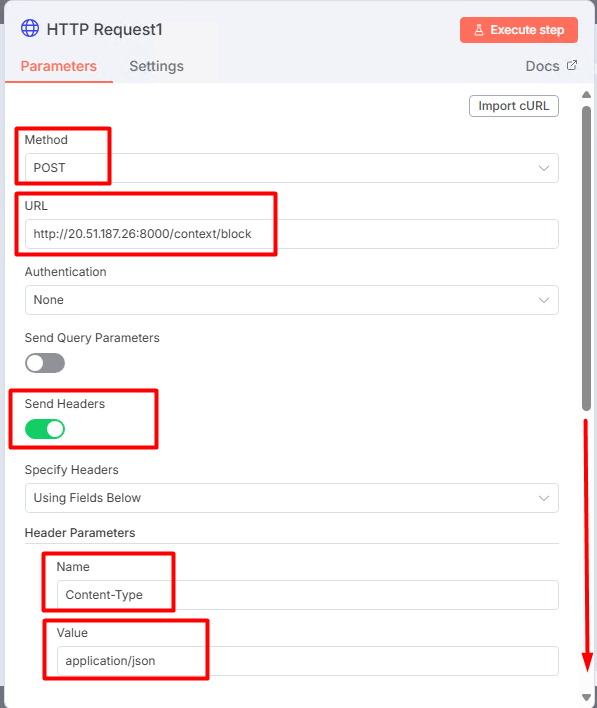 HTTP Request1
Execute step
Parameters Settings Docs
Import cURL
Method
POST
URL
http://20.51.187.26:8000/context/block
Authentication
None
Send Query Parameters
Send Headers
Specify Headers
Using Fields Below
Header Parameters
Name
Content-Type
Value
application/json